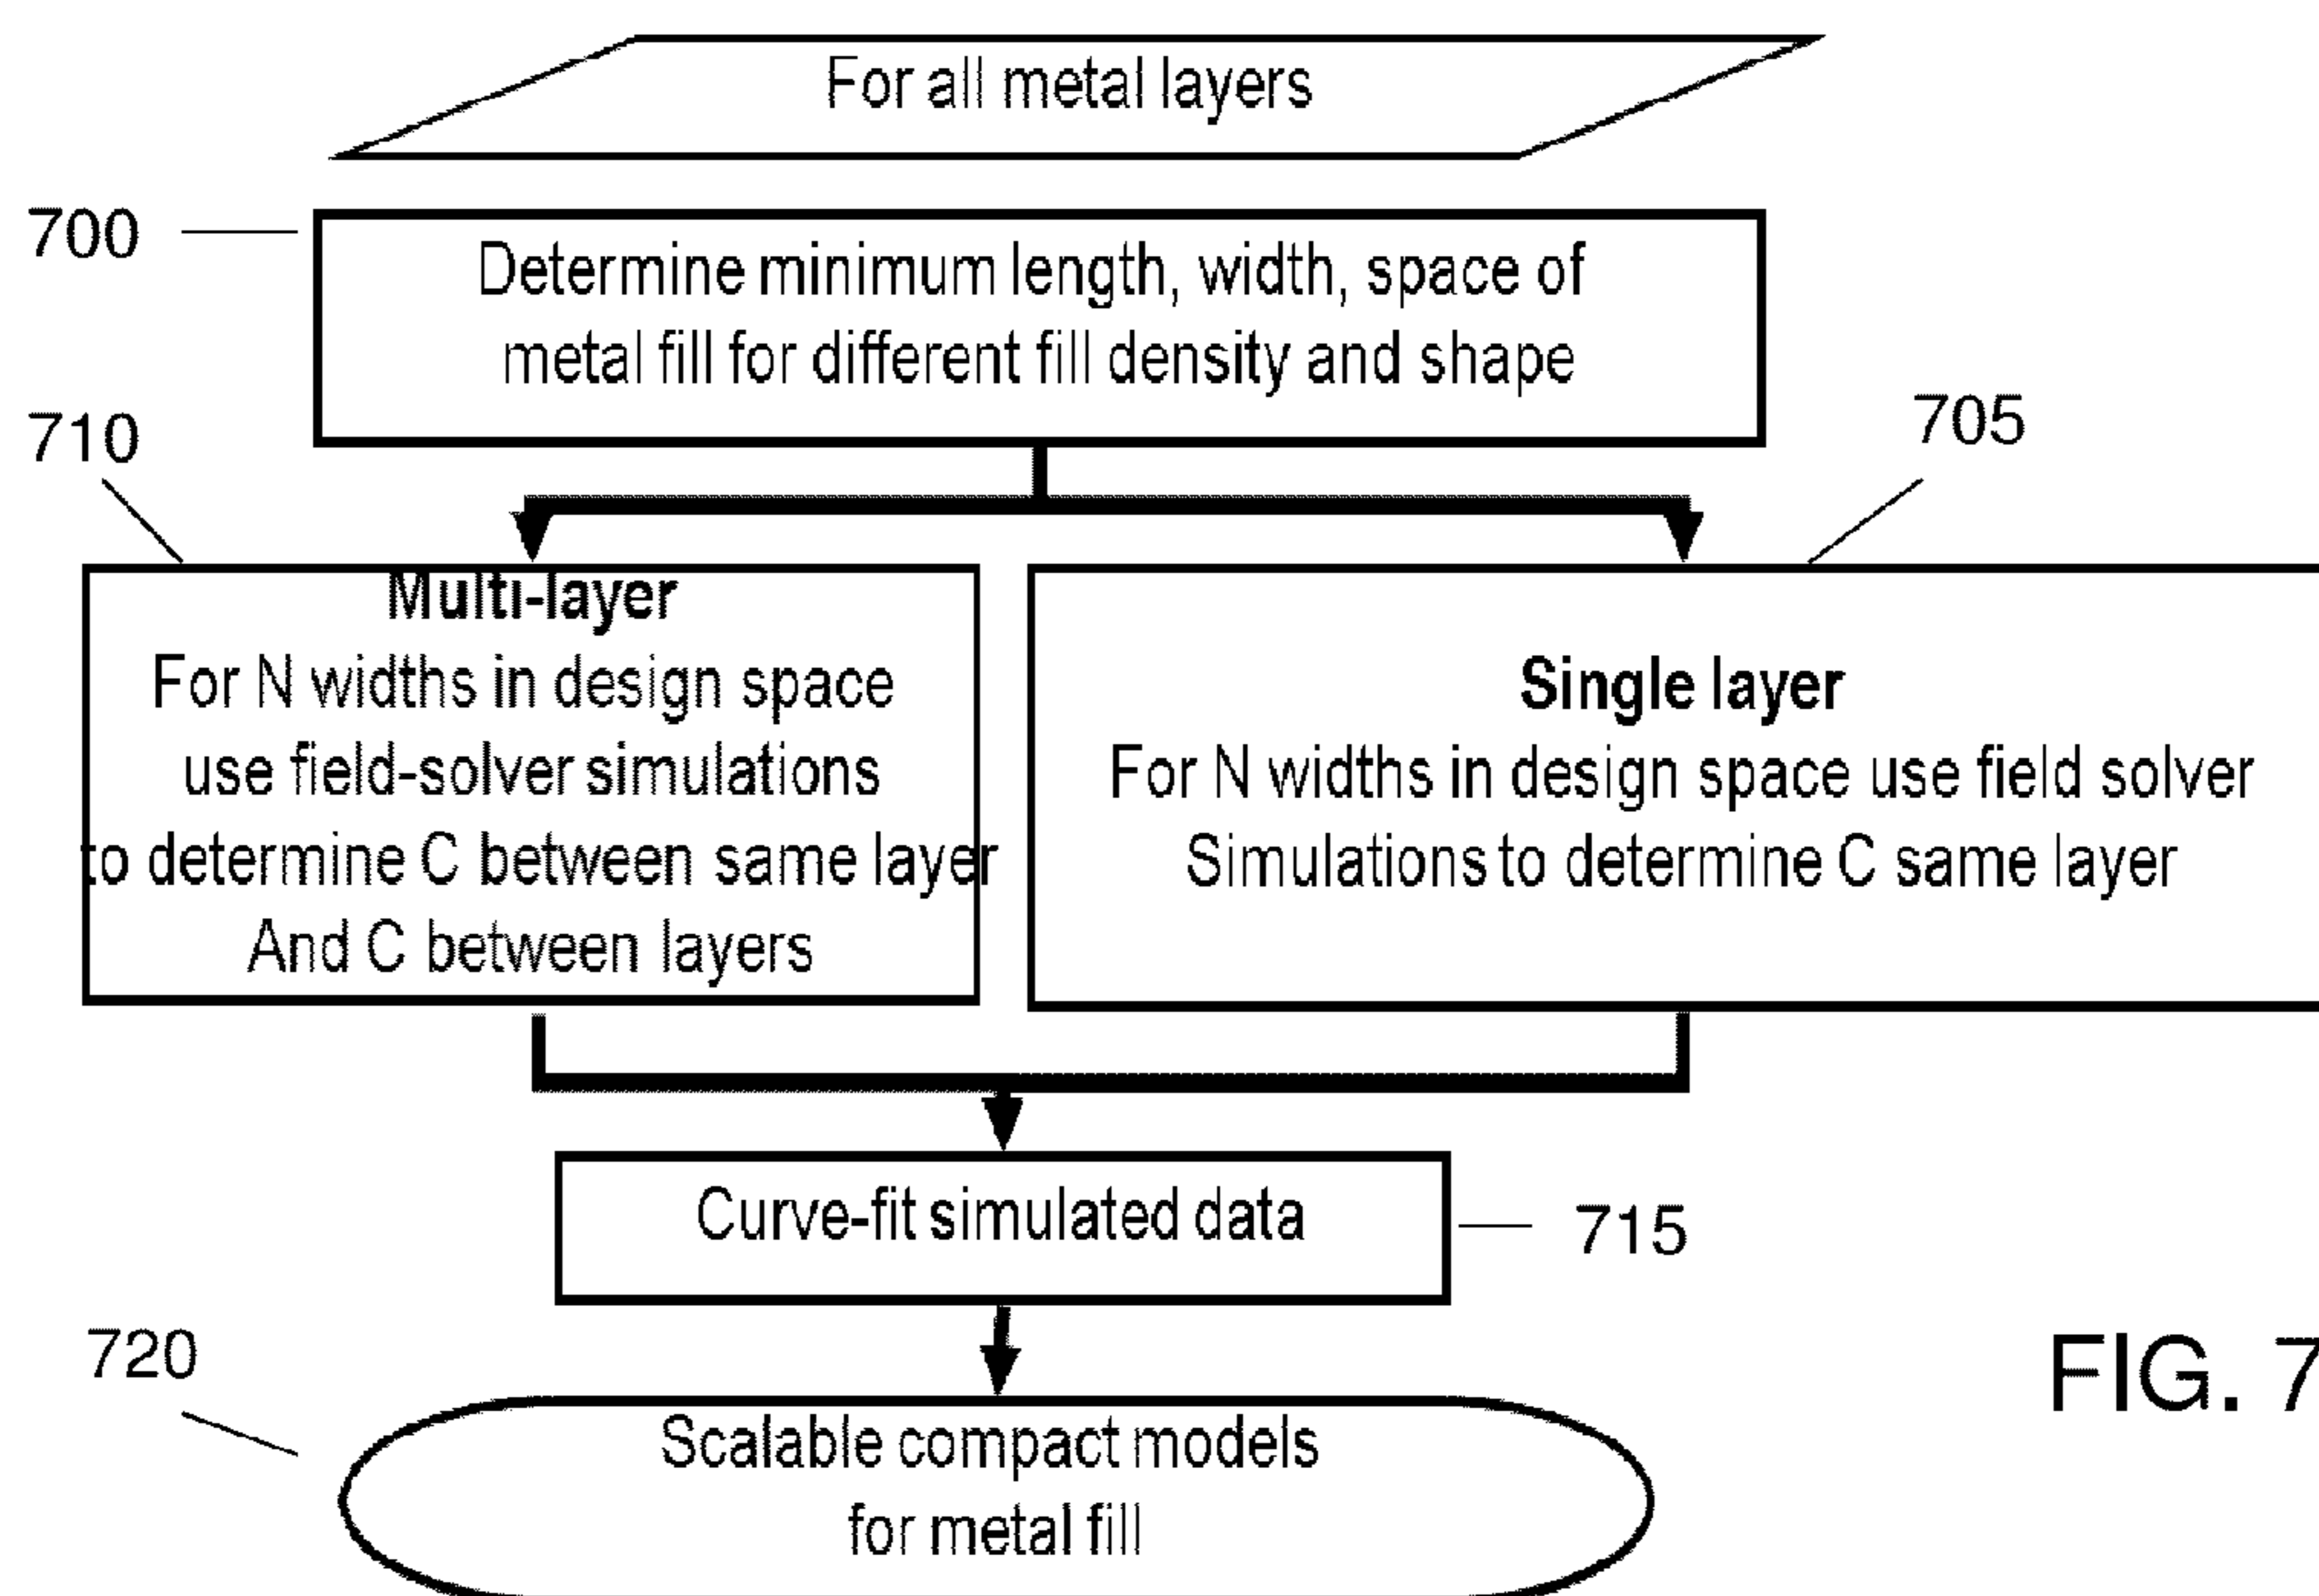 For all metal layers
700
Determine minimum length, width, space of
metal fill for different fill density and shape
710
705
Multi-layer
For N widths in design space
use field-solver simulations
to determine C between same layer
And C between layers
Single layer
For N widths in design space use field solver
Simulations to determine C same layer
Curve-fit simulated data
715
720
Scalable compact models
for metal fill
FIG. 7